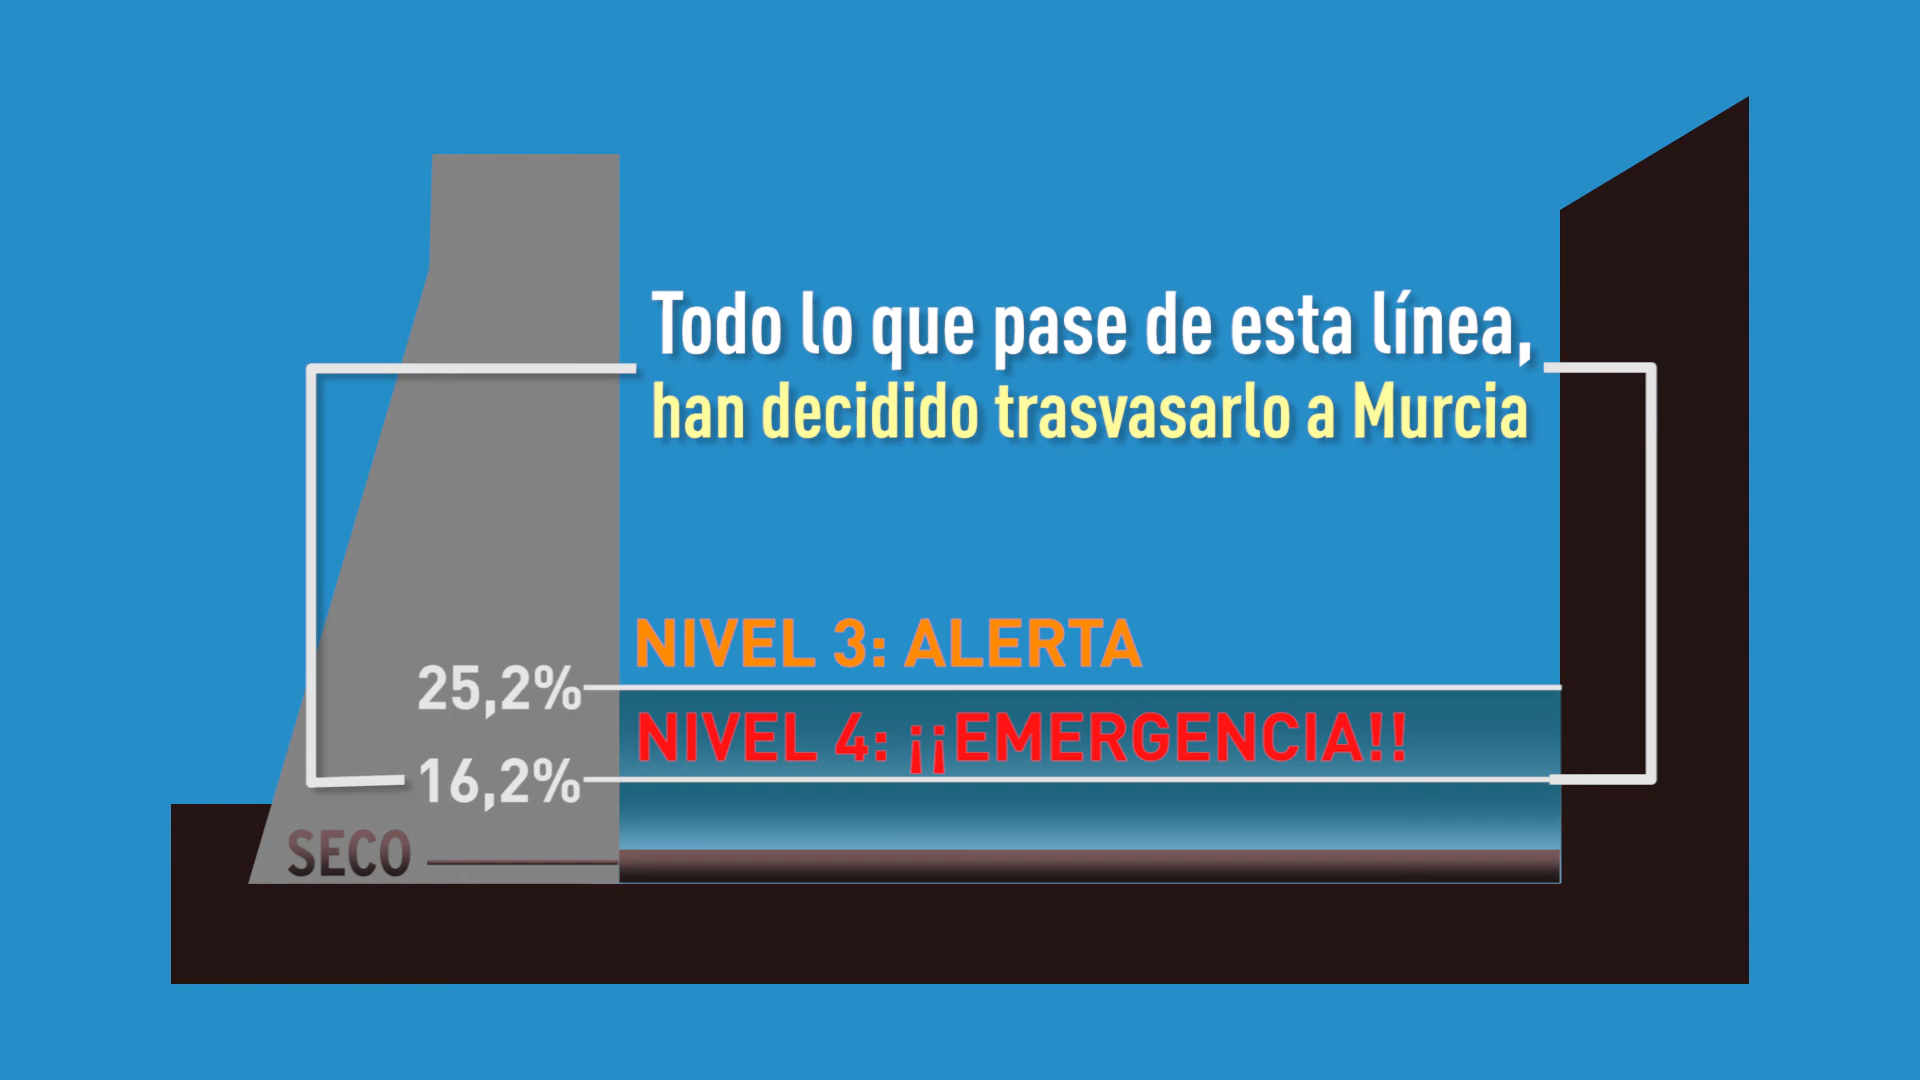 Todo lo que pase de esta línea,
han decidido trasvasarlo a Murcia
NIVEL 3: ALERTA
25,2%
NIVEL 4: ¡¡EMERGENCIA!!
16,2%
SECO